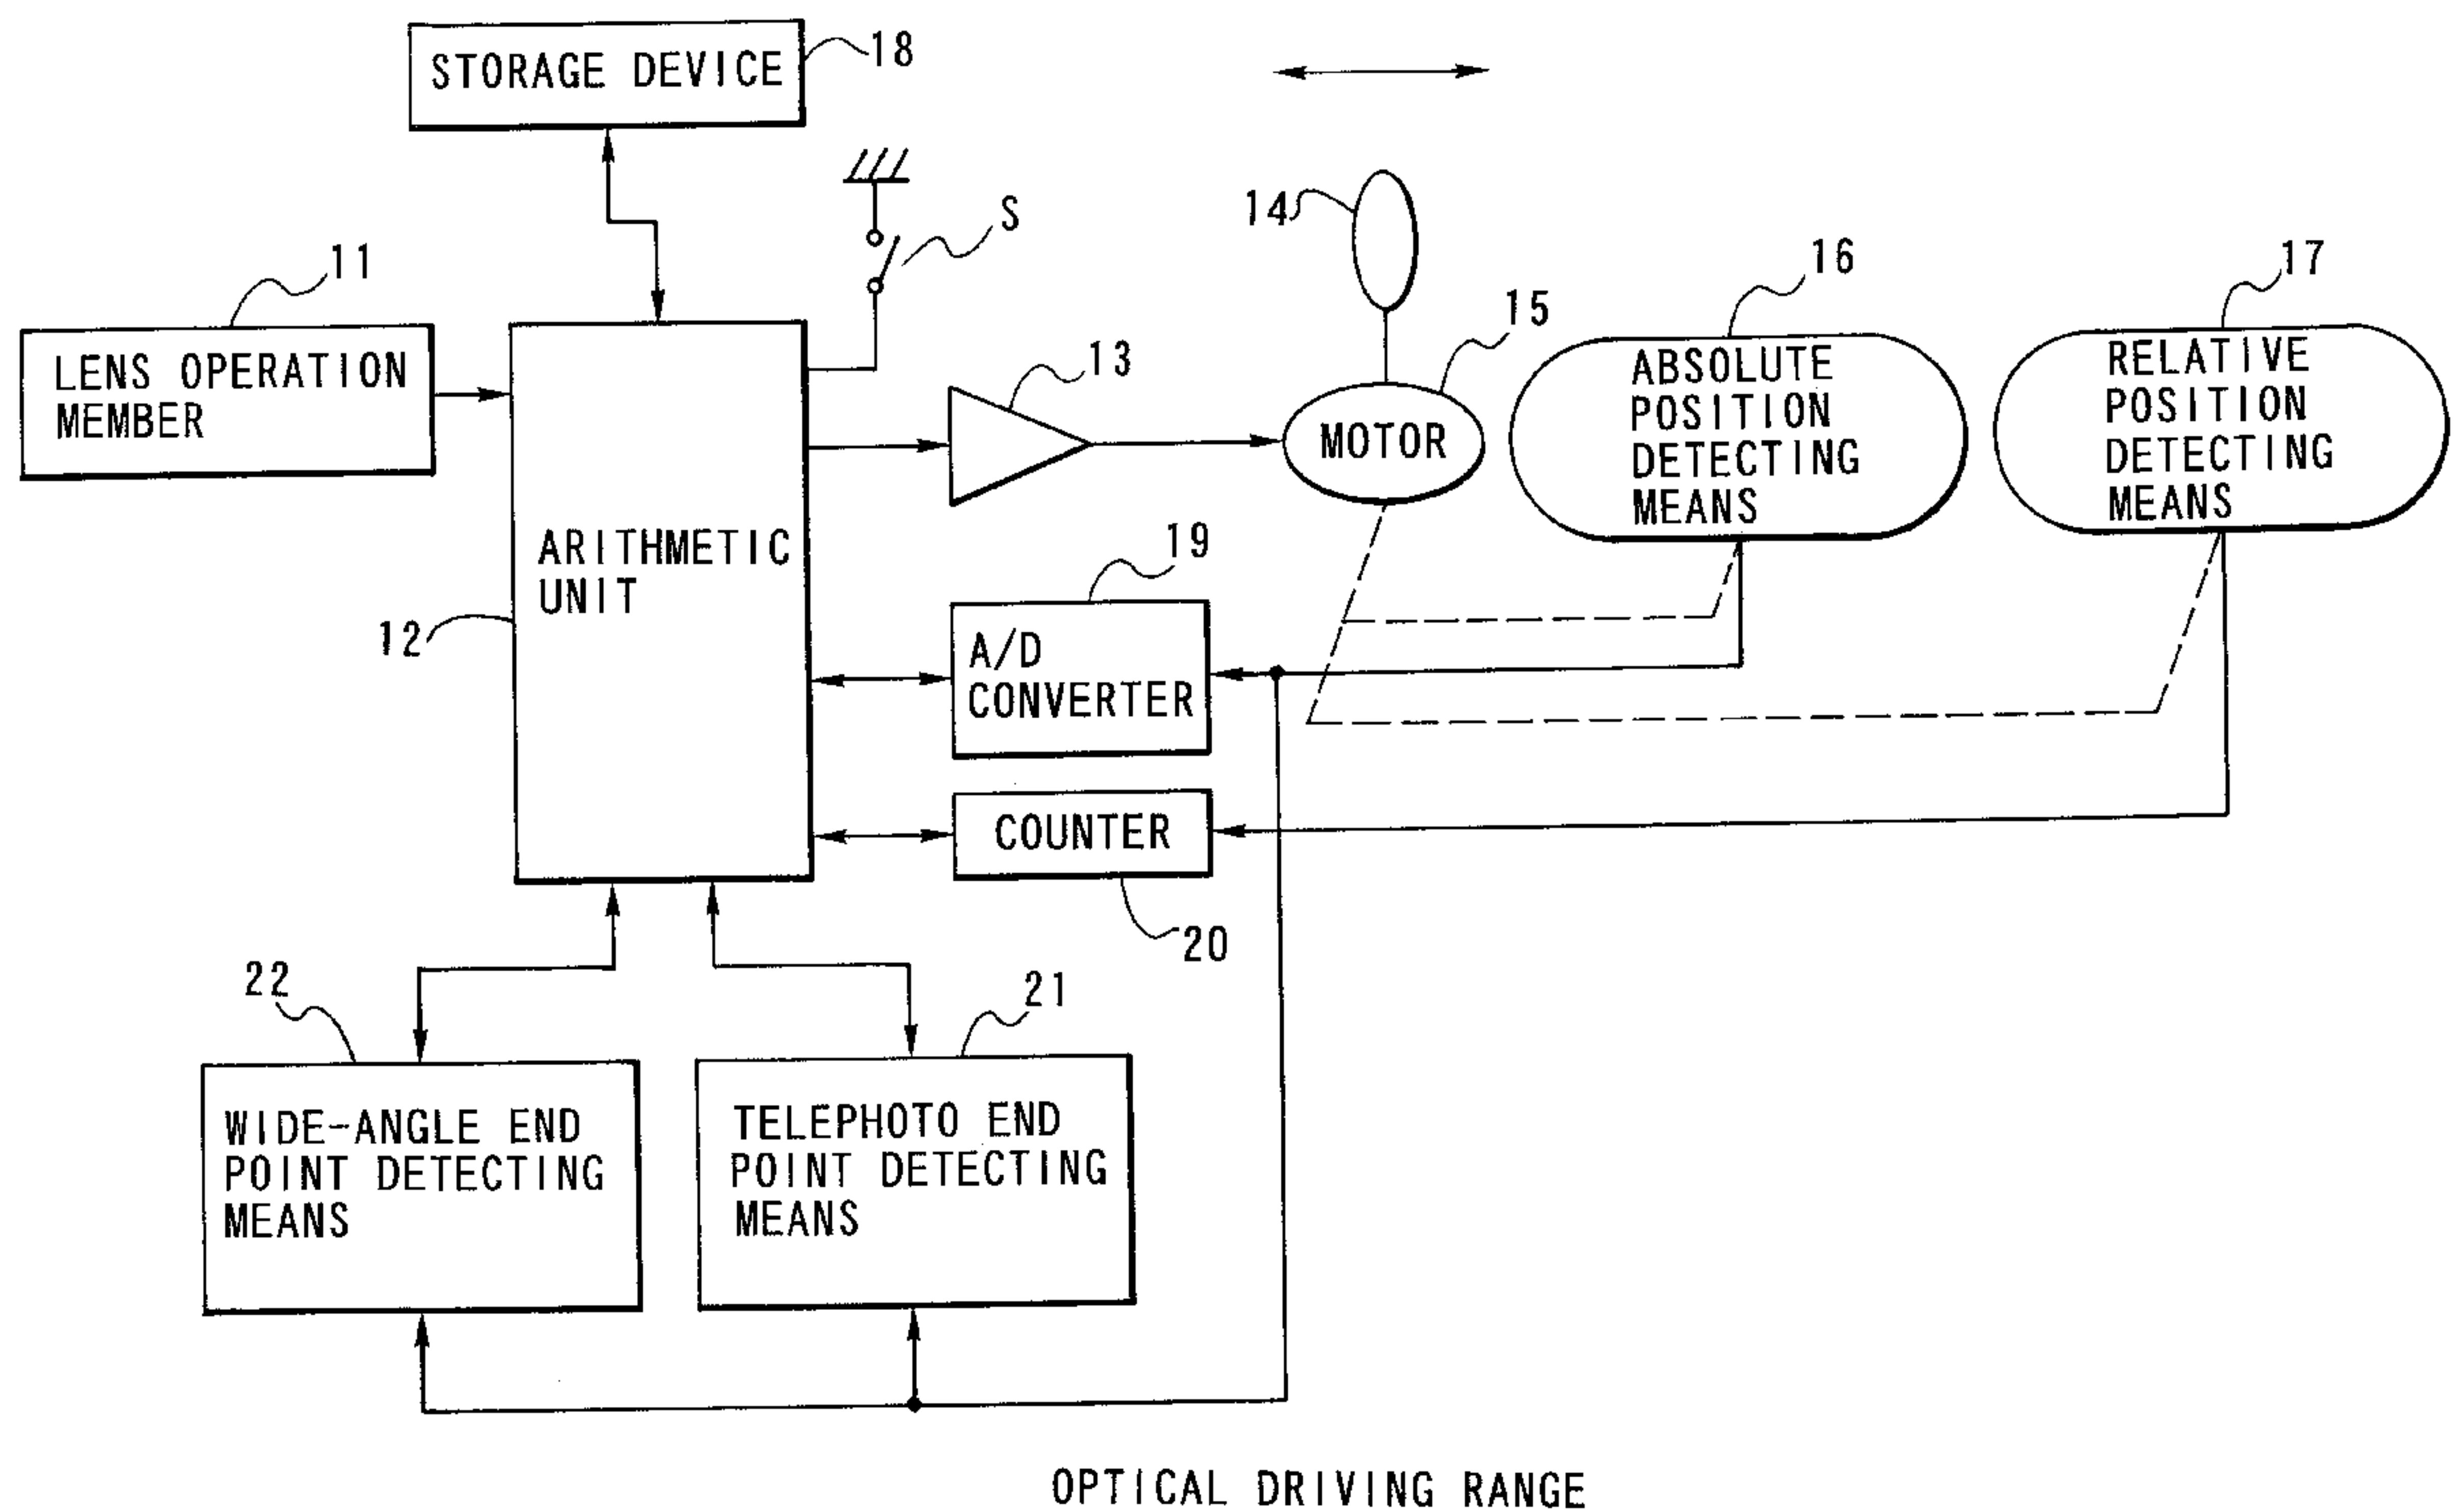 STORAGE DEVICE
18
S
14
11
16
17
15
LENS OPERATION
MEMBER
13
ABSOLUTE
POSITION
DETECTING
MEANS
RELATIVE
POSITION
DETECTING
MEANS
MOTOR
ARITHMETIC
UNIT
12
19
A/D
CONVERTER
COUNTER
20
22
21
WIDE-ANGLE END
POINT DETECTING
MEANS
TELEPHOTO END
POINT DETECTING
MEANS
OPTICAL DRIVING RANGE